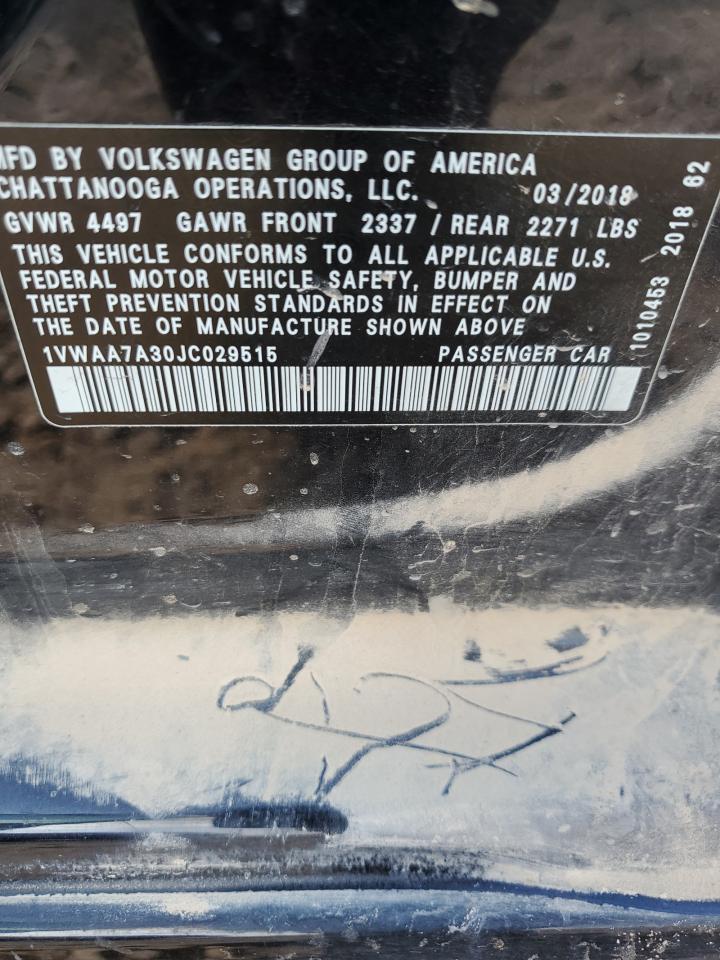 MFD BY VOLKSWAGEN GROUP OF AMERICA
CHATTANOOGA OPERATIONS, LLC. 03/2018
GVWR 4497 GAWR FRONT 2337 / REAR 2271 LBS
THIS VEHICLE CONFORMS TO ALL APPLICABLE U.S.
FEDERAL MOTOR VEHICLE SAFETY, BUMPER AND
THEFT PREVENTION STANDARDS IN EFFECT ON
THE DATE OF MANUFACTURE SHOWN ABOVE
1VWAA7A30JC029515 PASSENGER CAR
1010453 2018 62